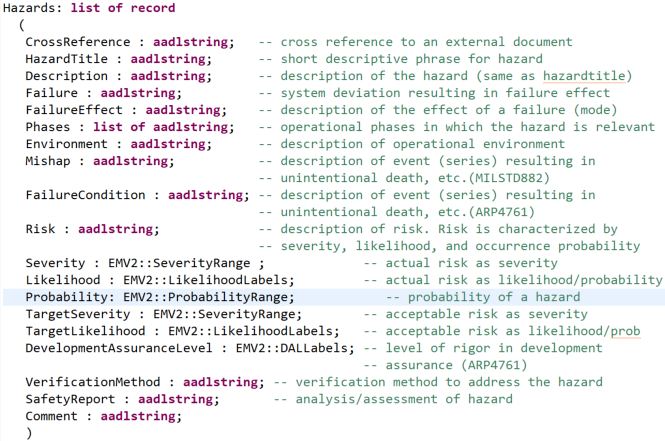 Hazards: list of record
(
CrossReference : aadlstring;   -- cross reference to an external document
HazardTitle : aadlstring;      -- short descriptive phrase for hazard
Description : aadlstring;      -- description of the hazard (same as hazardtitle)
Failure : aadlstring;          -- system deviation resulting in failure effect
FailureEffect : aadlstring;    -- description of the effect of a failure (mode)
Phases : list of aadlstring;   -- operational phases in which the hazard is relevant
Environment : aadlstring;      -- description of operational environment
Mishap : aadlstring;           -- description of event (series) resulting in
-- unintentional death, etc.(MILSTD882)
FailureCondition : aadlstring; -- description of event (series) resulting in
-- unintentional death, etc.(ARP4761)
Risk : aadlstring;             -- description of risk. Risk is characterized by
-- severity, likelihood, and occurrence probability
Severity : EMV2::SeverityRange ;             -- actual risk as severity
Likelihood : EMV2::LikelihoodLabels;         -- actual risk as likelihood/probability
Probability: EMV2::ProbabilityRange;            -- probability of a hazard
TargetSeverity : EMV2::SeverityRange;        -- acceptable risk as severity
TargetLikelihood : EMV2::LikelihoodLabels;   -- acceptable risk as likelihood/prob
DevelopmentAssuranceLevel : EMV2::DALLabels; -- level of rigor in development
-- assurance (ARP4761)
VerificationMethod : aadlstring; -- verification method to address the hazard
SafetyReport : aadlstring;       -- analysis/assessment of hazard
Comment : aadlstring;
)